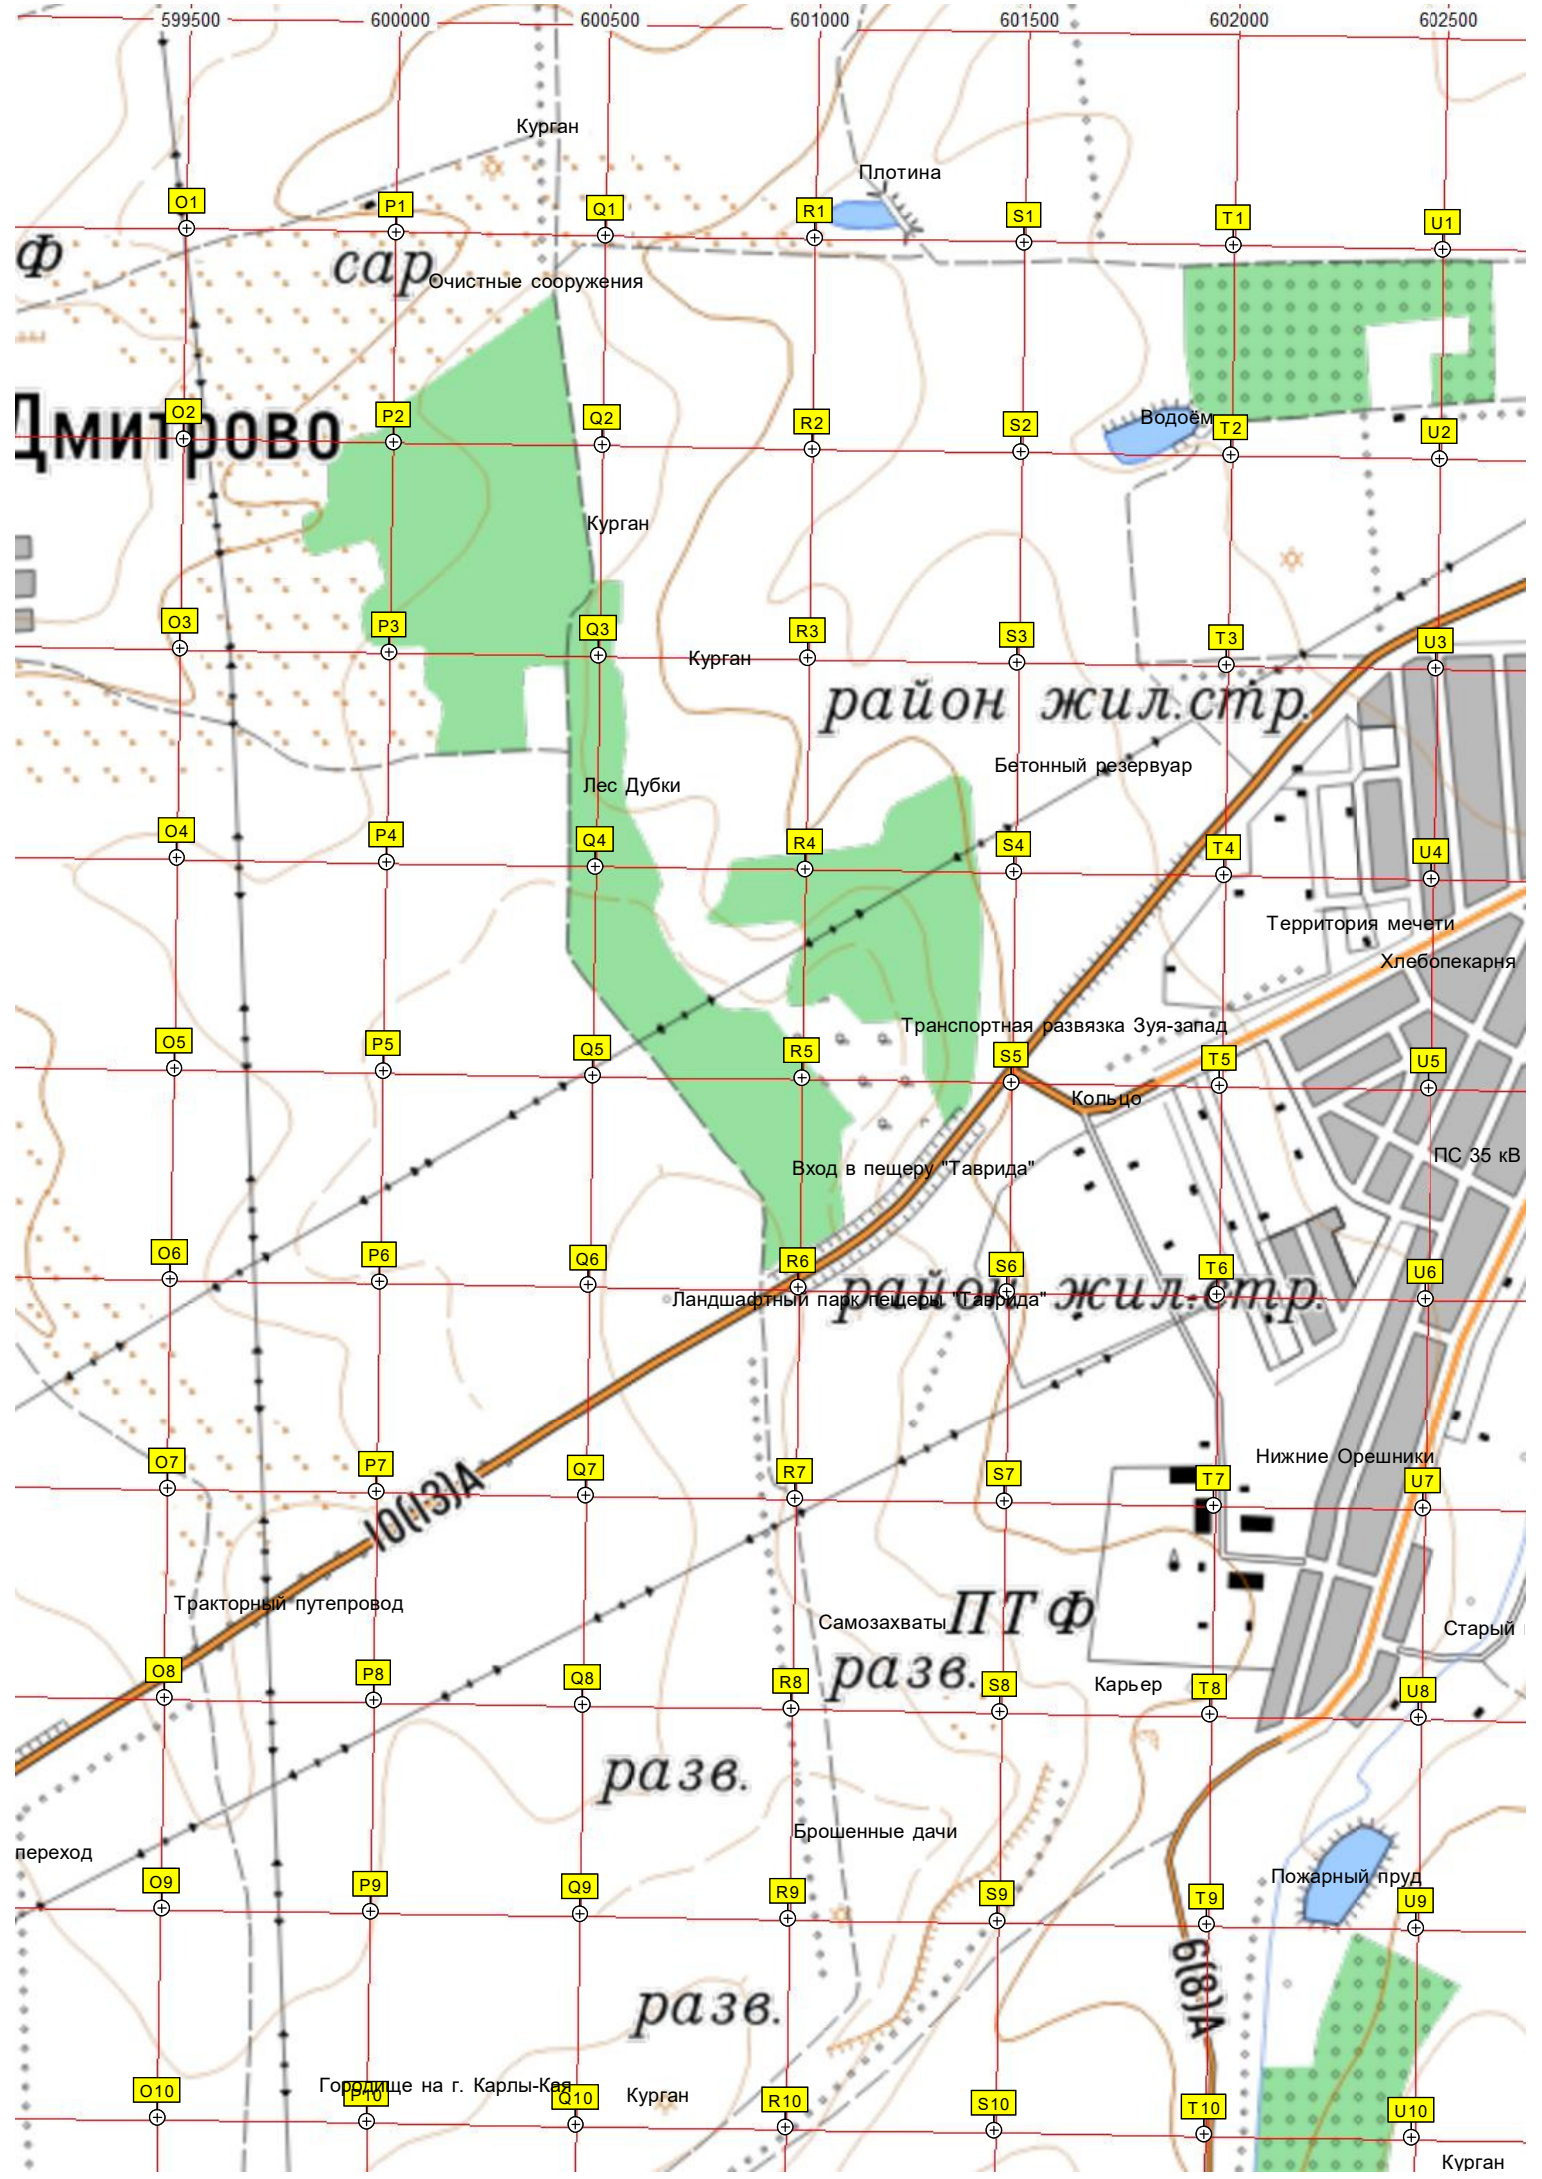 599500 600000 600500 601000 601500 602000 602500
Курган
Плотина
O1 P1 Q1 R1 S1 T1 U1
Ф
сар.
Очистные сооружения
Дмитрово
O2 P2 Q2 R2 S2 T2 U2
Водоём
Курган
O3 P3 Q3 R3 S3 T3 U3
Курган
район жил.стр.
Бетонный резервуар
Лес Дубки
O4 P4 Q4 R4 S4 T4 U4
Территория мечети
Хлебопекарня
Транспортная развязка Зуя-запад
O5 P5 Q5 R5 S5 T5 U5
Кольцо
ПС 35 кВ
Вход в пещеру "Таврида"
O6 P6 Q6 R6 S6 T6 U6
район жил.стр.
Ландшафтный парк пещеры "Таврида"
Нижние Орешники
O7 P7 Q7 R7 S7 T7 U7
10(13)А
Тракторный путепровод
ПТФ
Самозахваты
Старый
разв.
Карьер
O8 P8 Q8 R8 S8 T8 U8
разв.
Брошенные дачи
переход
Пожарный пруд
O9 P9 Q9 R9 S9 T9 U9
6(8)А
разв.
Городище на г. Карлы-Кая
Курган
O10 P10 Q10 R10 S10 T10 U10
Курган